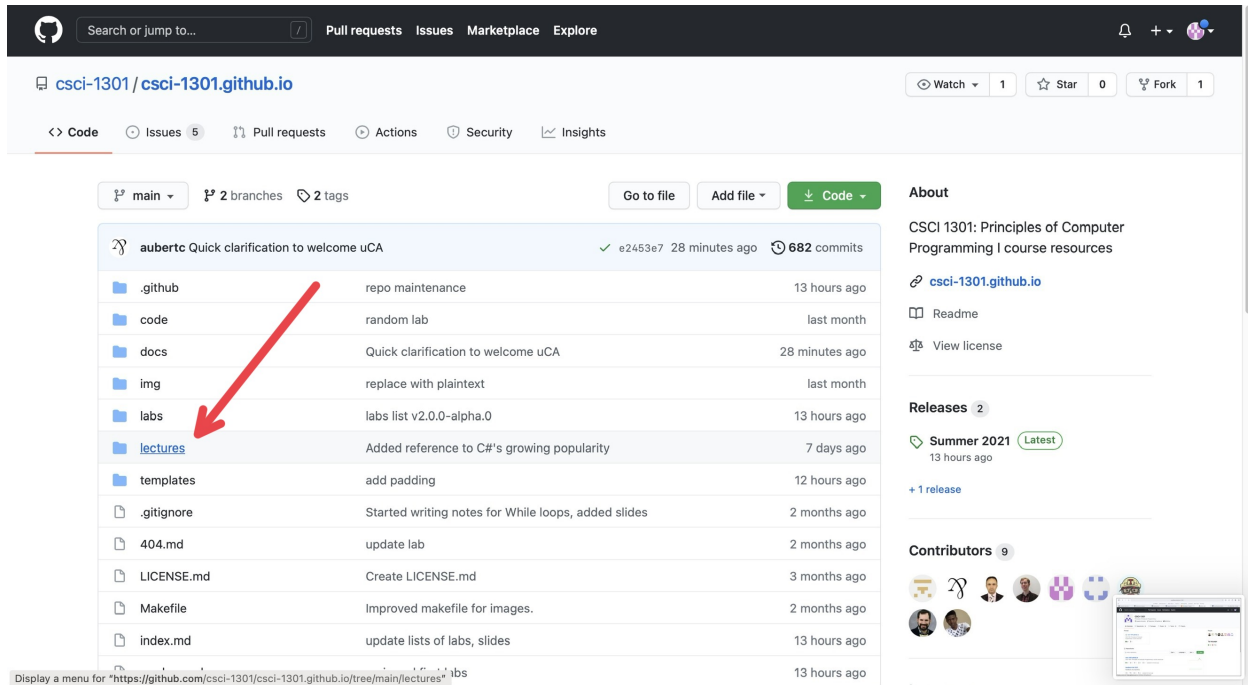 Search or jump to... / Pull requests Issues Marketplace Explore
csci-1301 / csci-1301.github.io Watch 1 Star 0 Fork 1
<> Code Issues 5 Pull requests Actions Security Insights
main 2 branches 2 tags Go to file Add file Code
aubertc Quick clarification to welcome uCA e2453e7 28 minutes ago 682 commits
.github repo maintenance 13 hours ago
code random lab last month
docs Quick clarification to welcome uCA 28 minutes ago
img replace with plaintext last month
labs labs list v2.0.0-alpha.0 13 hours ago
lectures Added reference to C#'s growing popularity 7 days ago
templates add padding 12 hours ago
.gitignore Started writing notes for While loops, added slides 2 months ago
404.md update lab 2 months ago
LICENSE.md Create LICENSE.md 3 months ago
Makefile Improved makefile for images. 2 months ago
index.md update lists of labs, slides 13 hours ago
13 hours ago
About
CSCI 1301: Principles of Computer
Programming I course resources
csci-1301.github.io
Readme
View license
Releases 2
Summer 2021 Latest
13 hours ago
+ 1 release
Contributors 9
Display a menu for "https://github.com/csci-1301/csci-1301.github.io/tree/main/lectures"